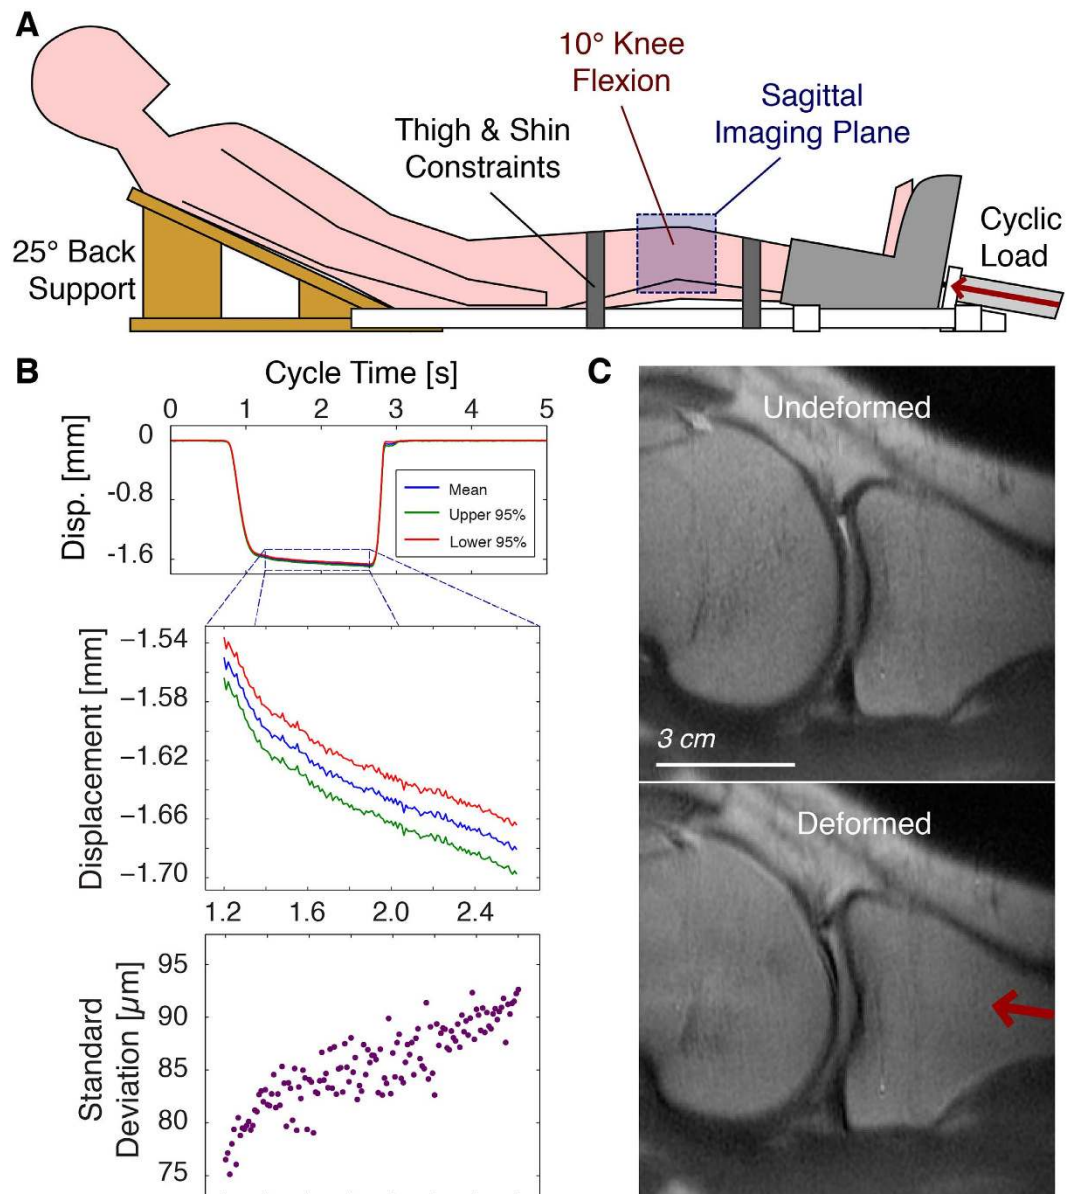 A
10° Knee
Flexion
Sagittal
Imaging Plane
Thigh & Shin
Constraints
25° Back
Support
Cyclic
Load
B
Cycle Time [s]
0 1 2 3 4 5
Disp. [mm]
0
-0.8
-1.6
Mean
Upper 95%
Lower 95%
Displacement [mm]
−1.54
−1.58
−1.62
−1.66
−1.70
1.2 1.6 2.0 2.4
Standard
Deviation [µm]
95
90
85
80
75
C
Undeformed
3 cm
Deformed